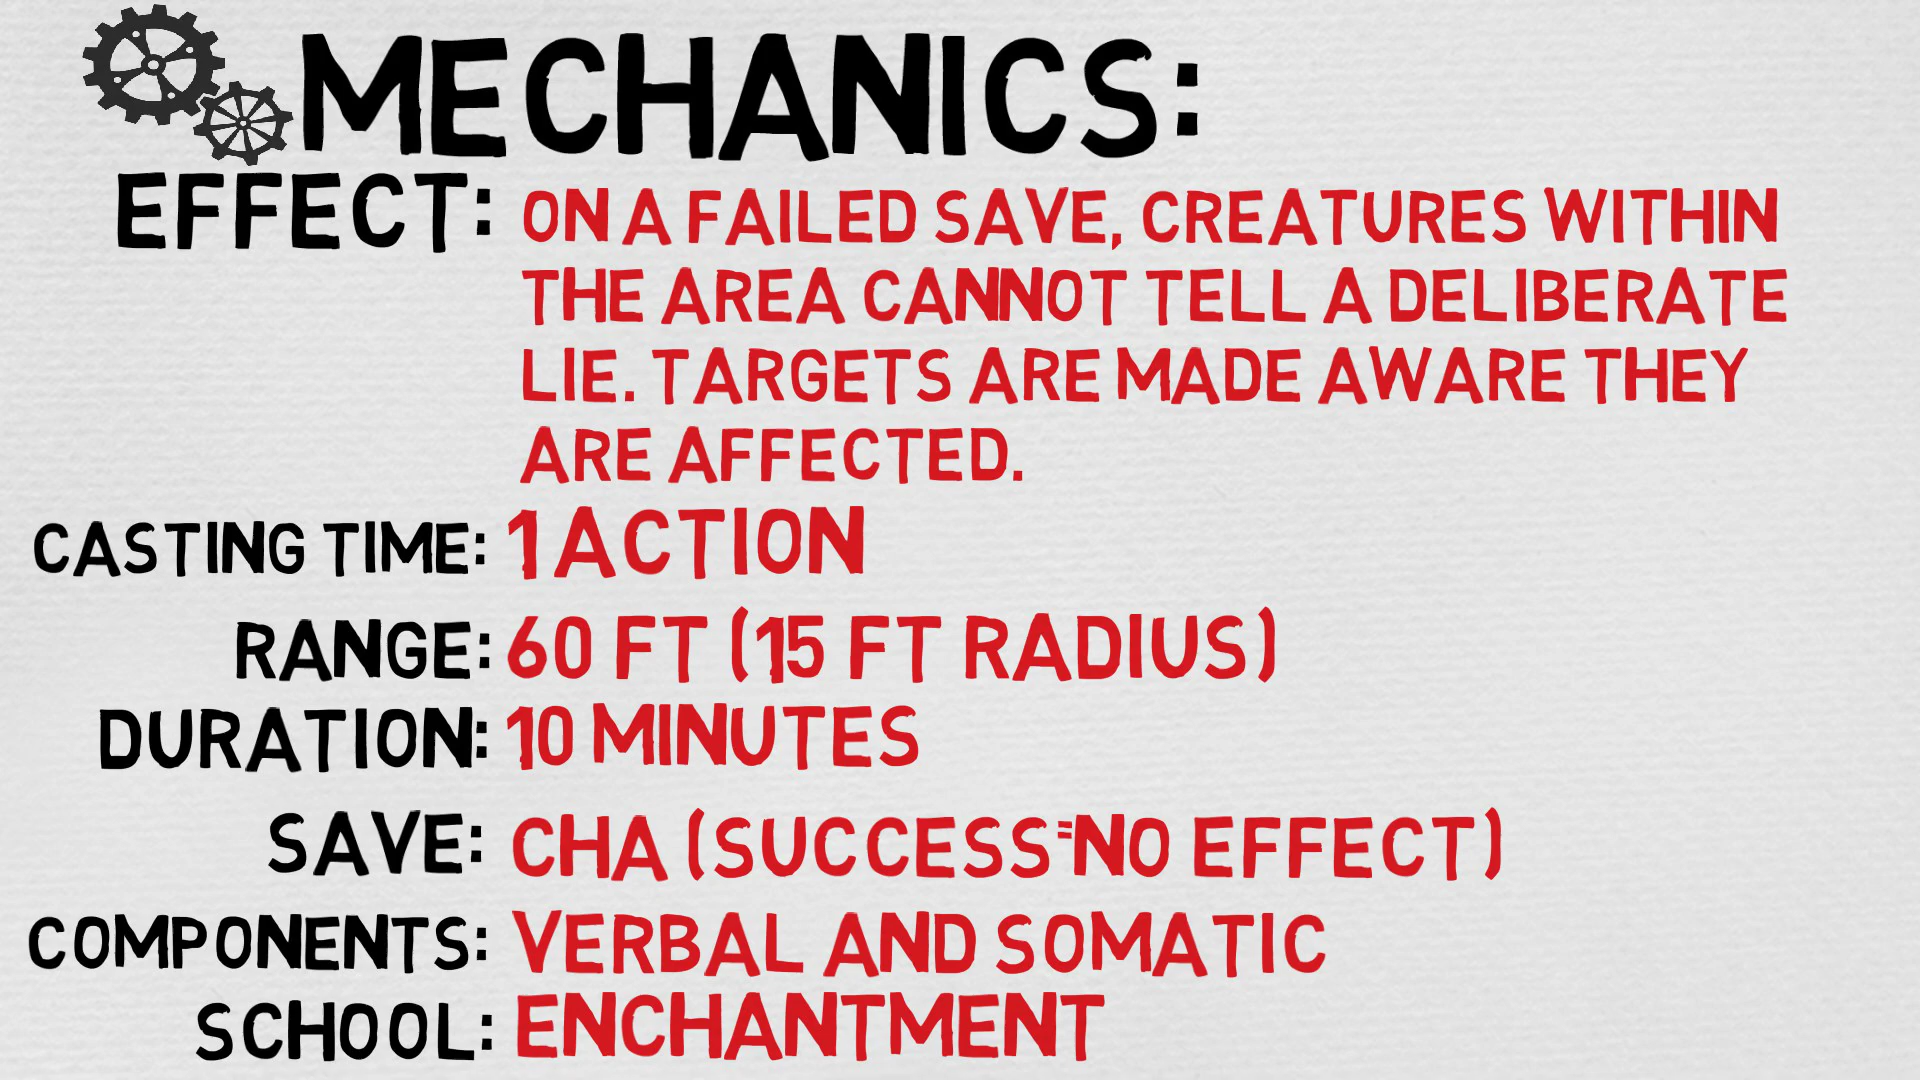 MECHANICS:
EFFECT: ON A FAILED SAVE, CREATURES WITHIN
THE AREA CANNOT TELL A DELIBERATE
LIE. TARGETS ARE MADE AWARE THEY
ARE AFFECTED.
CASTING TIME: 1 ACTION
RANGE: 60 FT (15 FT RADIUS)
DURATION: 10 MINUTES
SAVE: CHA (SUCCESS=NO EFFECT)
COMPONENTS: VERBAL AND SOMATIC
SCHOOL: ENCHANTMENT